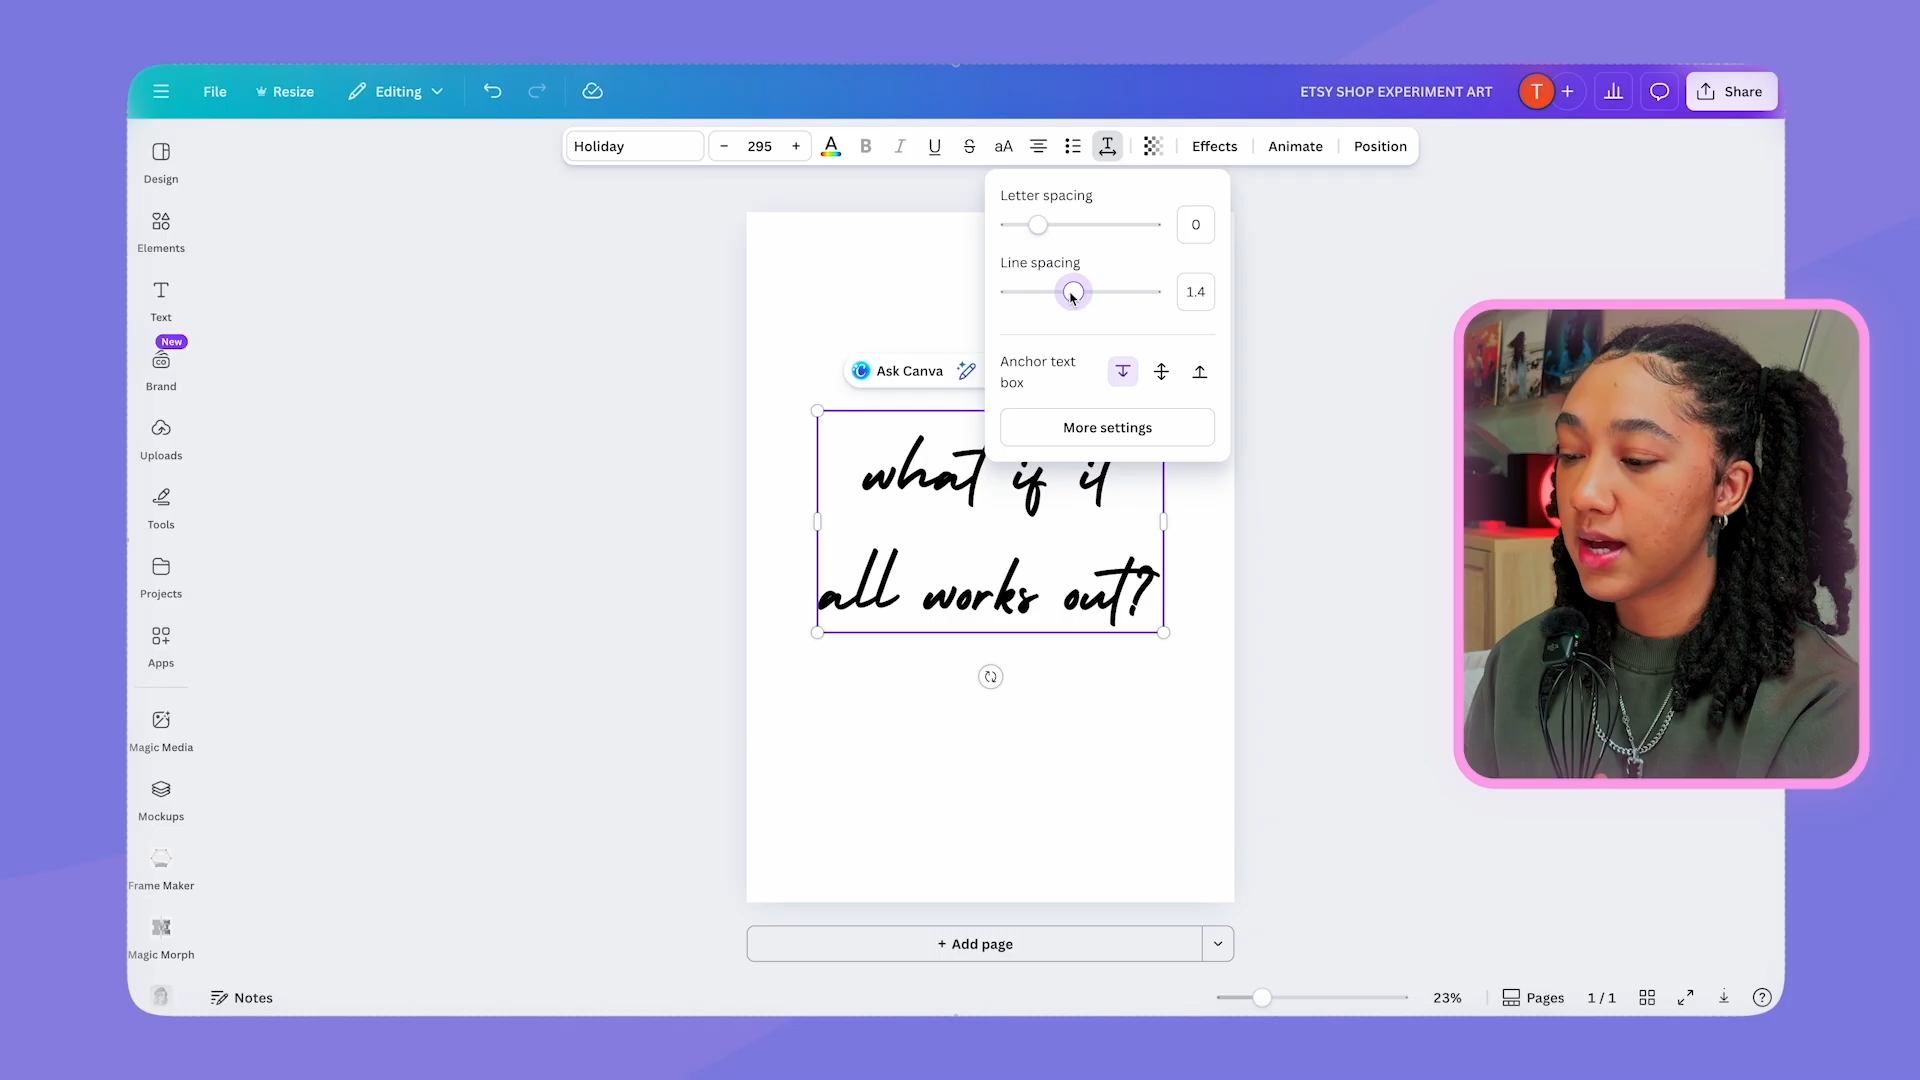 File
Resize
Editing
ETSY SHOP EXPERIMENT ART
T
+
Share
Holiday
− 295 +
A
B
I
U
S
aA
T
Effects
Animate
Position
Design
Elements
Text
New
Brand
Uploads
Tools
Projects
Apps
Magic Media
Mockups
Frame Maker
Magic Morph
Letter spacing
0
Line spacing
1.4
Anchor text
box
More settings
Ask Canva
what if it
all works out?
+ Add page
Notes
23%
Pages
1 / 1
?